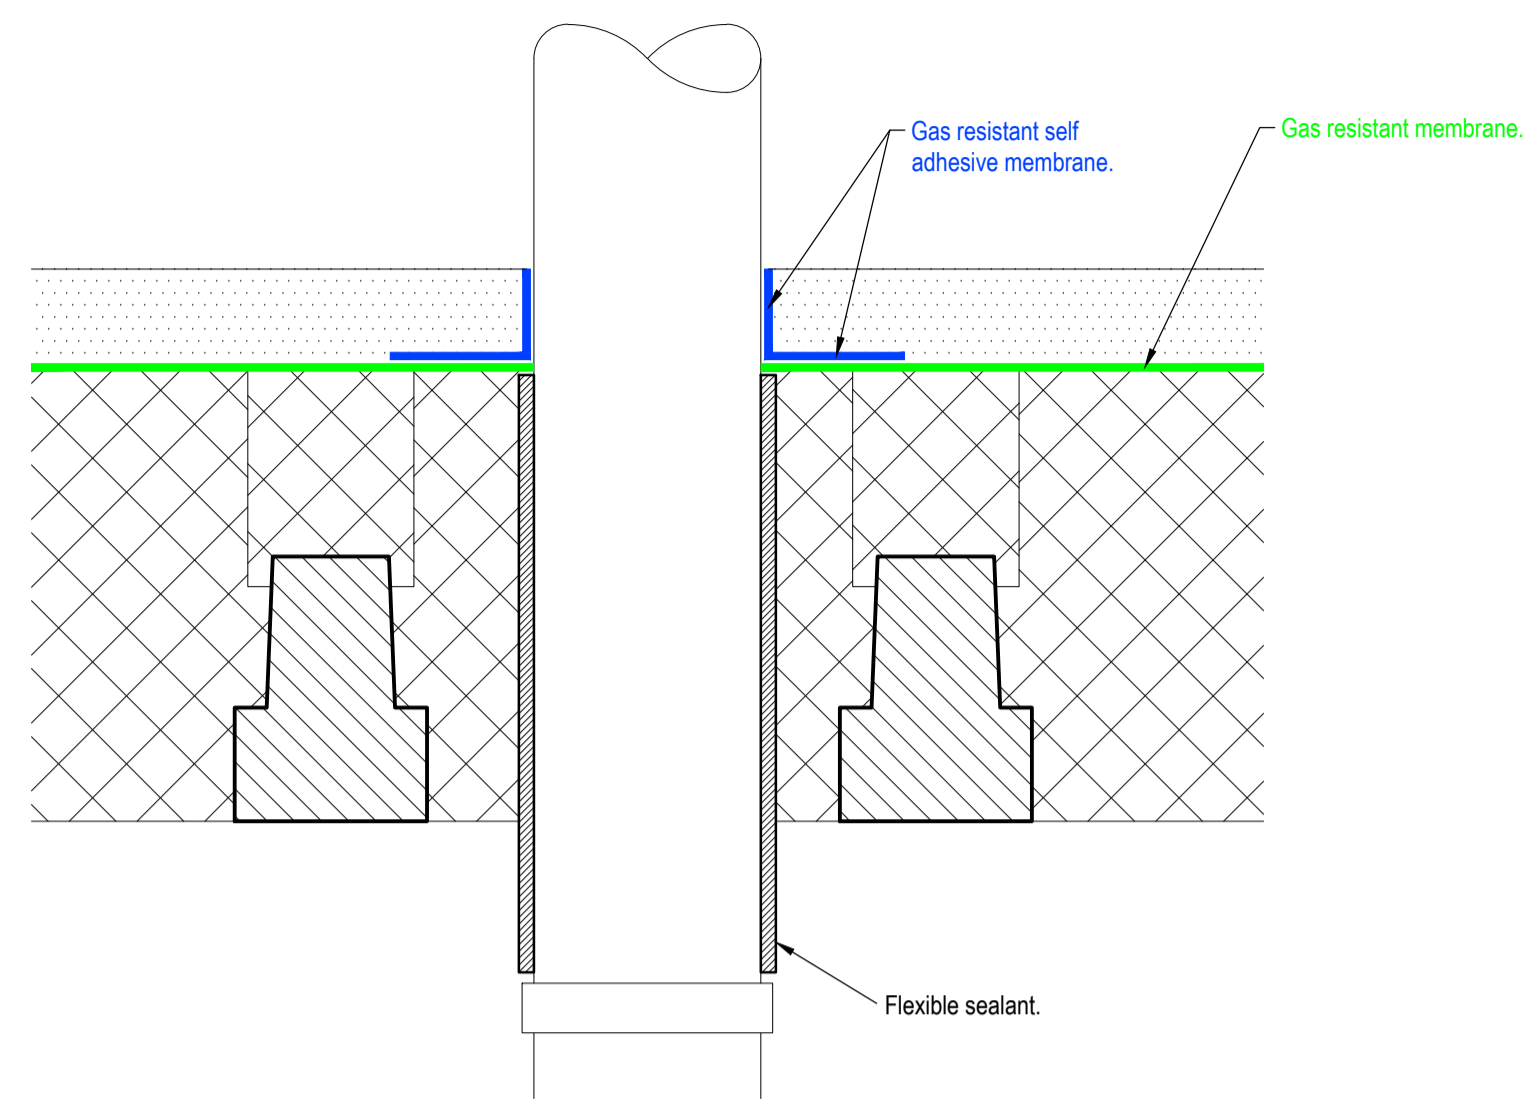 Gas resistant self
adhesive membrane.
Gas resistant membrane.
Flexible sealant.